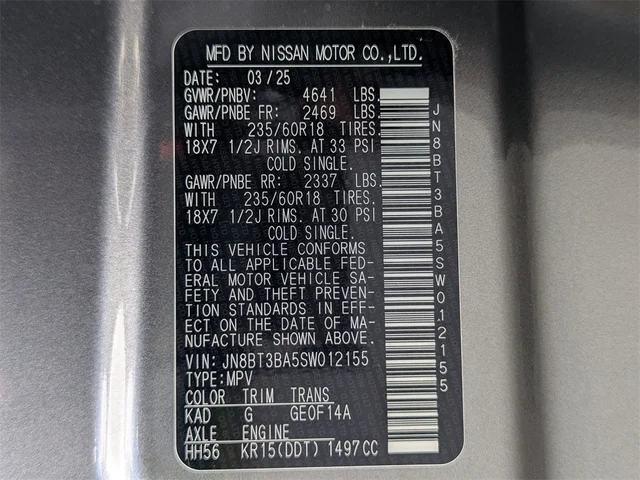 MFD BY NISSAN MOTOR CO.,LTD.
DATE: 03/25
GVWR/PNBV: 4641 LBS.
GAWR/PNBE FR: 2469 LBS.
WITH 235/60R18 TIRES.
18X7 1/2J RIMS. AT 33 PSI
COLD SINGLE.
GAWR/PNBE RR: 2337 LBS.
WITH 235/60R18 TIRES.
18X7 1/2J RIMS. AT 30 PSI
COLD SINGLE.
THIS VEHICLE CONFORMS
TO ALL APPLICABLE FED-
ERAL MOTOR VEHICLE SA-
FETY AND THEFT PREVEN-
TION STANDARDS IN EFF-
ECT ON THE DATE OF MA-
NUFACTURE SHOWN ABOVE.
VIN: JN8BT3BA5SW012155
TYPE: MPV
COLOR TRIM TRANS
KAD G GE0F14A
AXLE ENGINE
HH56 KR15(DDT) 1497CC
JN8BT3BA5SW012155